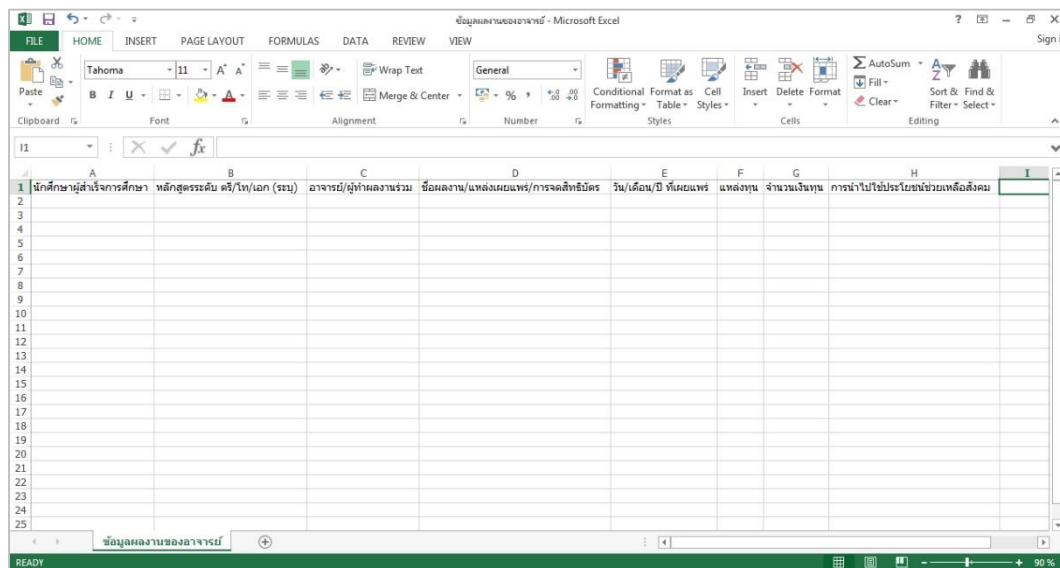 ข้อมูลผลงานของอาจารย์ - Microsoft Excel
FILE HOME INSERT PAGE LAYOUT FORMULAS DATA REVIEW VIEW Sign i
Paste Tahoma 11 A A Wrap Text General Conditional Formatting Format as Table Cell Styles Insert Delete Format AutoSum Fill Clear Sort & Filter Find & Select
B I U A Merge & Center % ,
Clipboard Font Alignment Number Styles Cells Editing
I1 fx
A B C D E F G H I
1 นักศึกษาผู้สำเร็จการศึกษา หลักสูตรระดับ ตรี/โท/เอก (ระบุ) อาจารย์/ผู้ทำผลงานร่วม ชื่อผลงาน/แหล่งเผยแพร่/การจดสิทธิบัตร วัน/เดือน/ปี ที่เผยแพร่ แหล่งทุน จำนวนเงินทุน การนำไปใช้ประโยชน์ช่วยเหลือสังคม
2
3
4
5
6
7
8
9
10
11
12
13
14
15
16
17
18
19
20
21
22
23
24
25
ข้อมูลผลงานของอาจารย์
READY 90 %